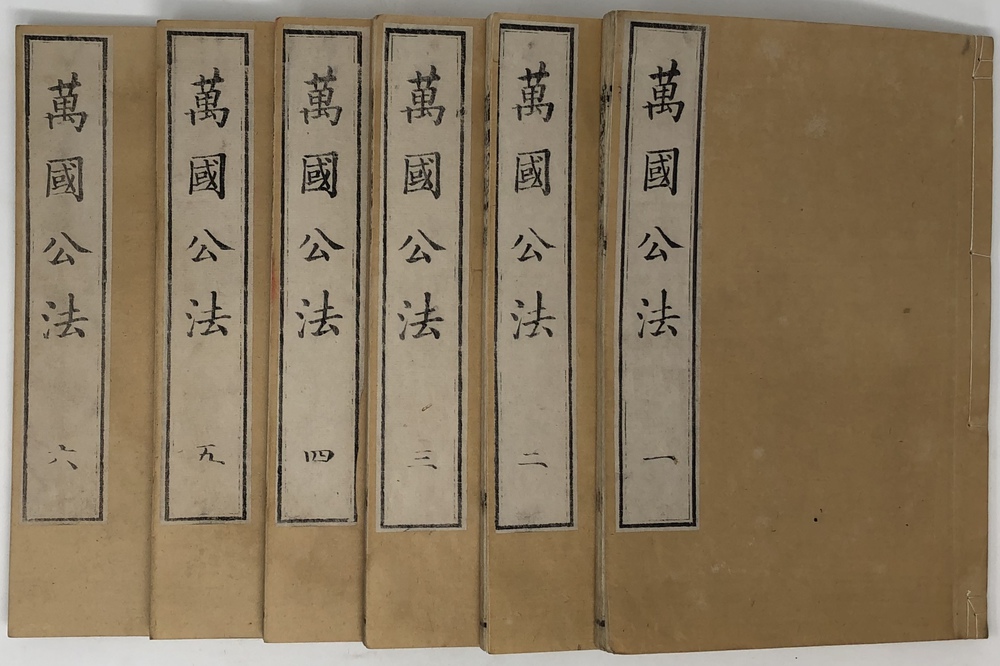 萬國公法 一
萬國公法 二
萬國公法 三
萬國公法 四
萬國公法 五
萬國公法 六